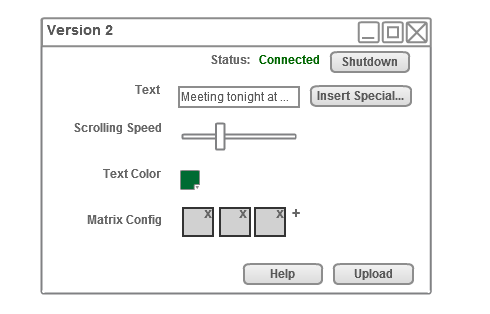 Version 2
Status: Connected Shutdown
Text Meeting tonight at ... Insert Special...
Scrolling Speed
Text Color
Matrix Config x x x +
Help Upload